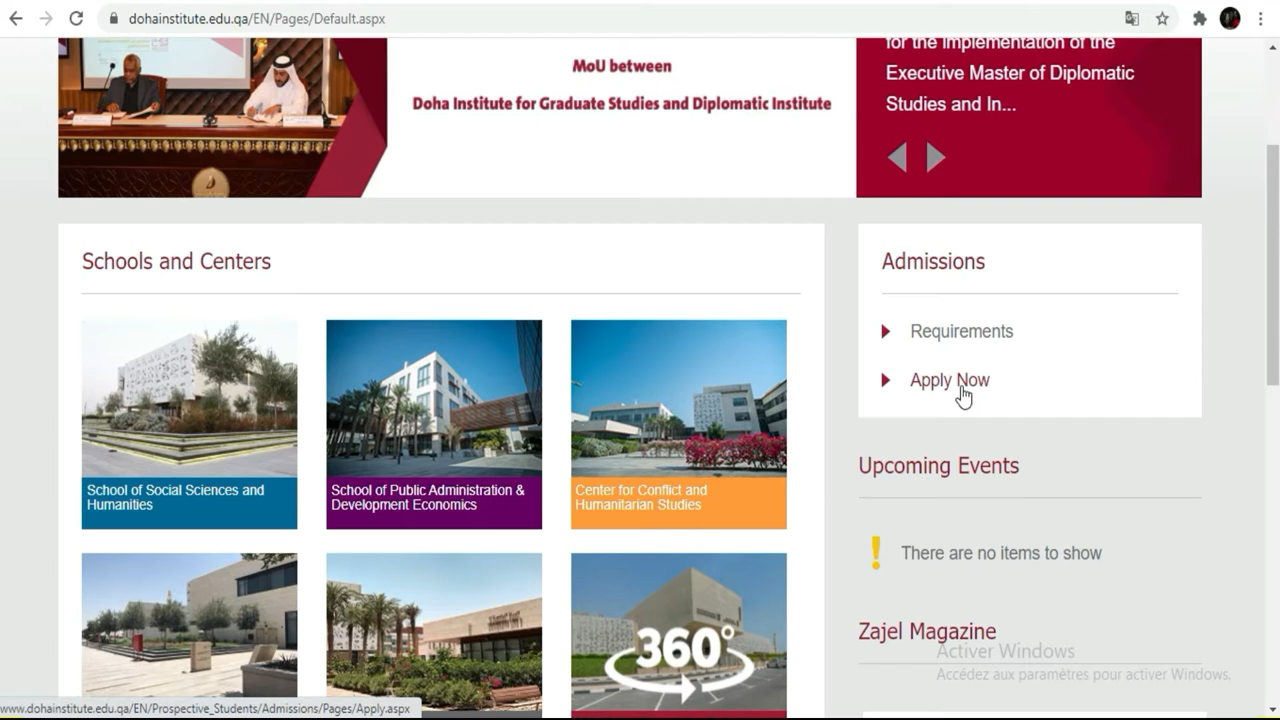 dohainstitute.edu.qa/EN/Pages/Default.aspx
MoU between
Doha Institute for Graduate Studies and Diplomatic Institute
for the Implementation of the
Executive Master of Diplomatic
Studies and In...
Schools and Centers
School of Social Sciences and
Humanities
School of Public Administration &
Development Economics
Center for Conflict and
Humanitarian Studies
360°
Admissions
Requirements
Apply Now
Upcoming Events
There are no items to show
Zajel Magazine
Activer Windows
Accédez aux paramètres pour activer Windows.
www.dohainstitute.edu.qa/EN/Prospective_Students/Admissions/Pages/Apply.aspx